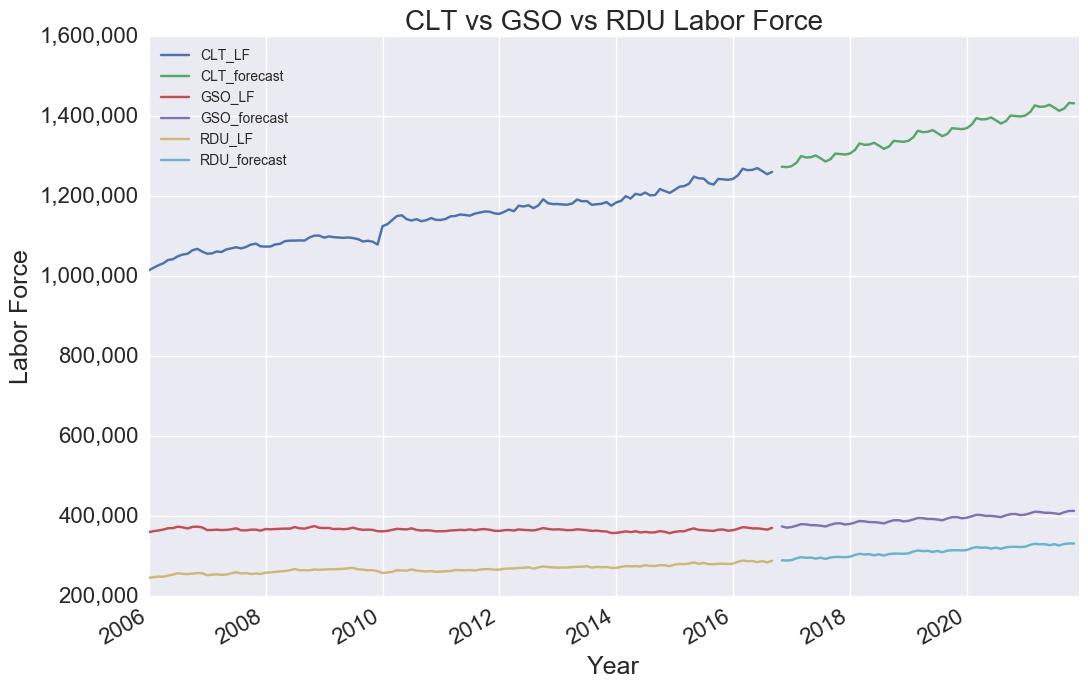 CLT vs GSO vs RDU Labor Force
1,600,000
1,400,000
1,200,000
1,000,000
800,000
600,000
400,000
200,000
Labor Force
CLT_LF
CLT_forecast
GSO_LF
GSO_forecast
RDU_LF
RDU_forecast
2006 2008 2010 2012 2014 2016 2018 2020
Year